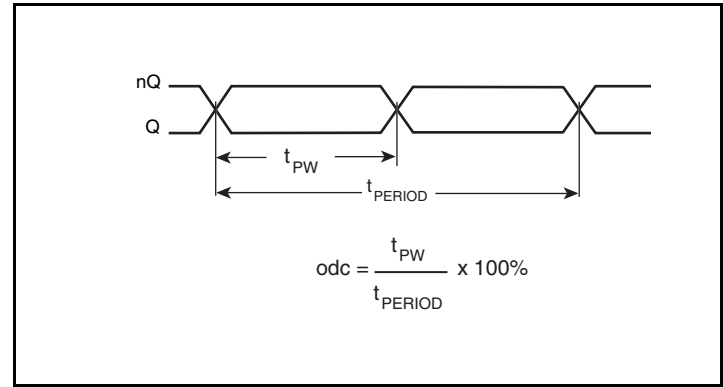 nQ
Q
tPW
tPERIOD
odc = tPW / tPERIOD x 100%